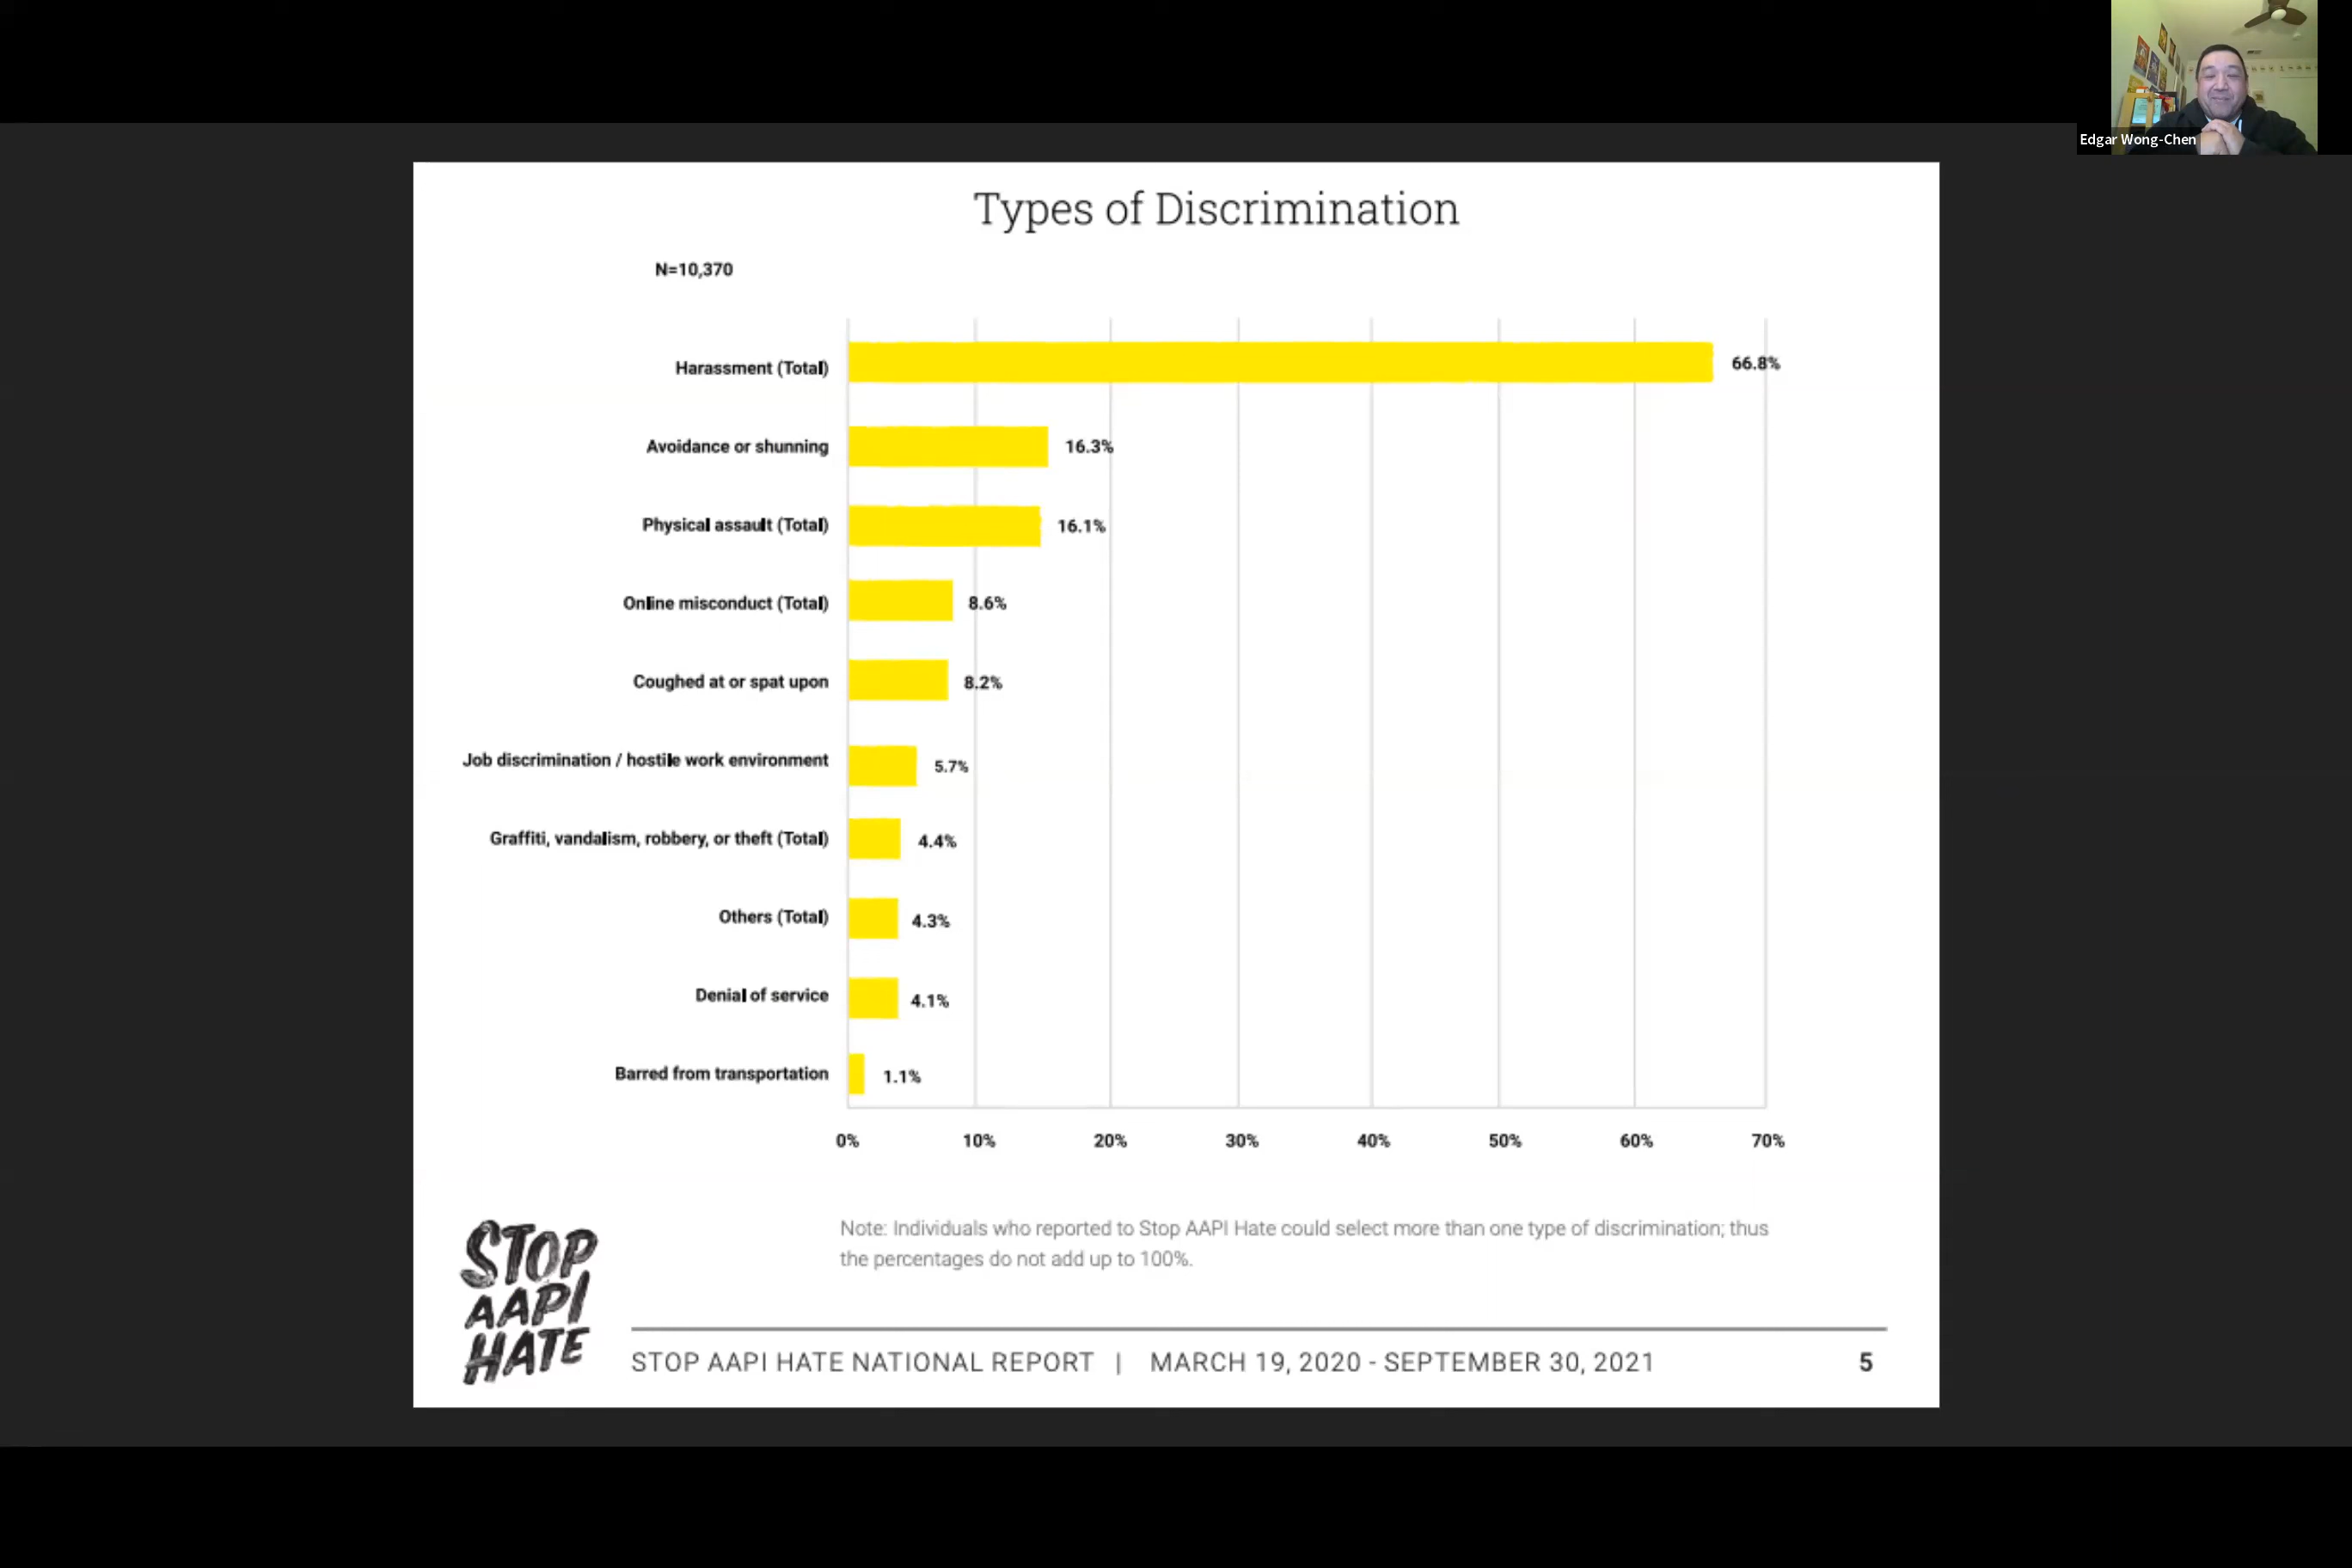 Edgar Wong-Chen
Types of Discrimination
N=10,370
Harassment (Total) 66.8%
Avoidance or shunning 16.3%
Physical assault (Total) 16.1%
Online misconduct (Total) 8.6%
Coughed at or spat upon 8.2%
Job discrimination / hostile work environment 5.7%
Graffiti, vandalism, robbery, or theft (Total) 4.4%
Others (Total) 4.3%
Denial of service 4.1%
Barred from transportation 1.1%
0% 10% 20% 30% 40% 50% 60% 70%
Note: Individuals who reported to Stop AAPI Hate could select more than one type of discrimination; thus
the percentages do not add up to 100%.
STOP
AAPI
HATE
STOP AAPI HATE NATIONAL REPORT | MARCH 19, 2020 - SEPTEMBER 30, 2021 5